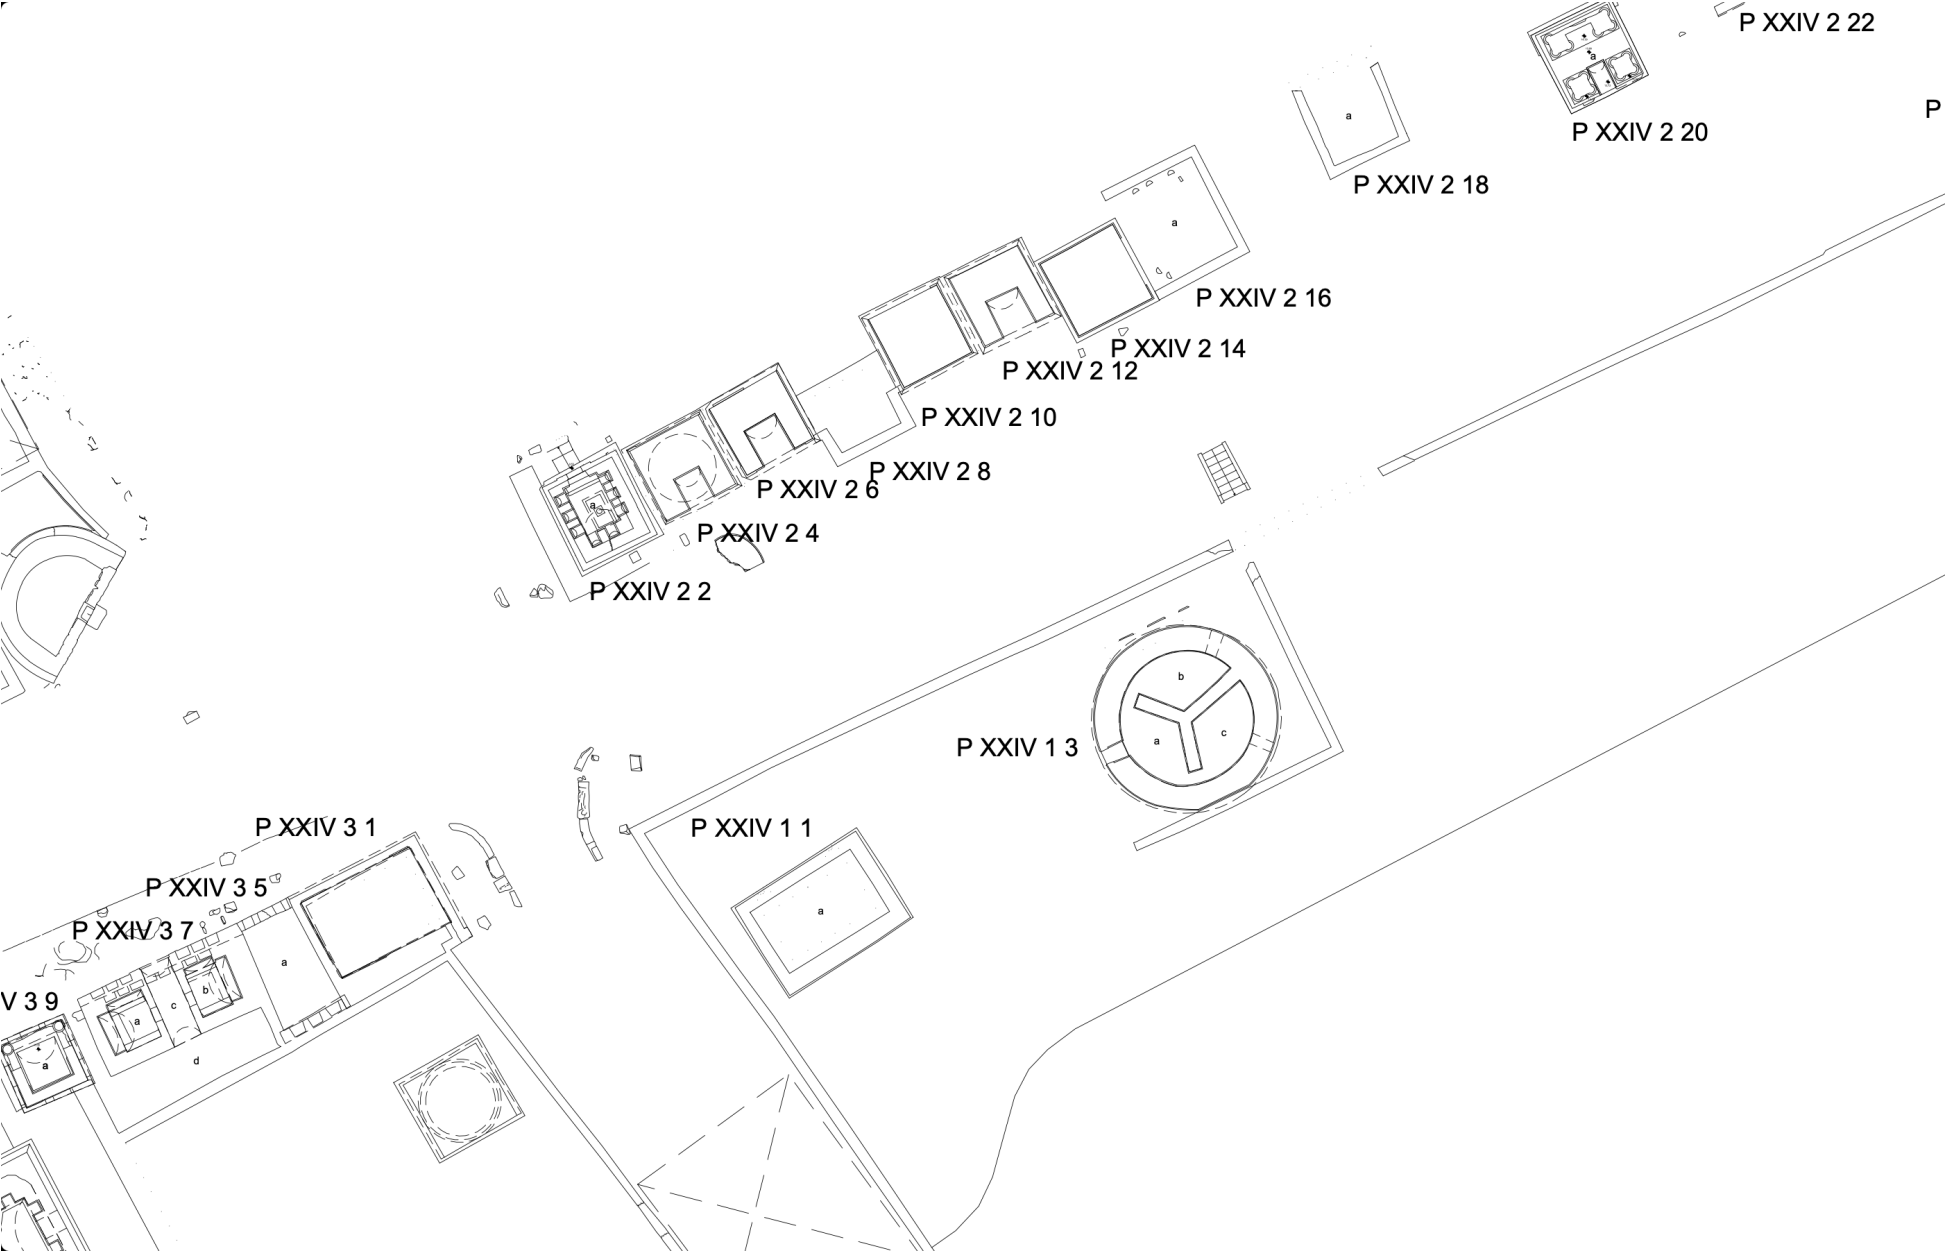 P XXIV 2 22
a
P XXIV 2 20
P
a
P XXIV 2 18
a
P XXIV 2 16
P XXIV 2 14
P XXIV 2 12
P XXIV 2 10
P XXIV 2 8
P XXIV 2 6
a
P XXIV 2 4
P XXIV 2 2
b
a
c
P XXIV 1 3
P XXIV 1 1
a
P XXIV 3 1
P XXIV 3 5
P XXIV 3 7
a
b
c
a
d
V 3 9
a